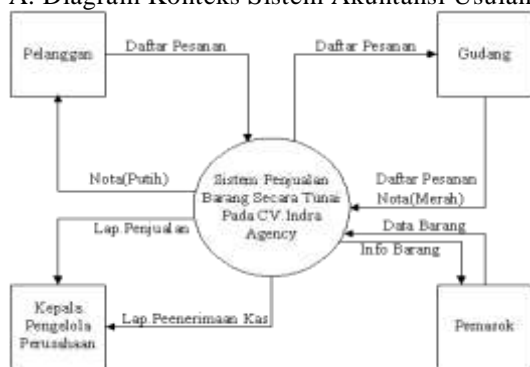 A. Diagram Konteks Sistem Akuntansi Usulan
Pelanggan
Daftar Pesanan
Daftar Pesanan
Gudang
Nota(Putih)
Sistem Penjualan
Barang Secara Tunai
Pada CV.Indra
Agency
Daftar Pesanan
Nota(Merah)
Data Barang
Info Barang
Lap.Penjualan
Kepala
Pengelola
Perusahaan
Lap.Peenerimaan Kas
Pemasok